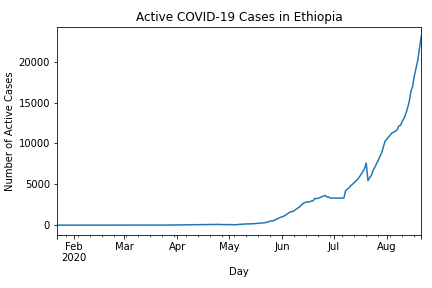 Active COVID-19 Cases in Ethiopia
Number of Active Cases
20000
15000
10000
5000
0
Feb Mar Apr May Jun Jul Aug
2020
Day